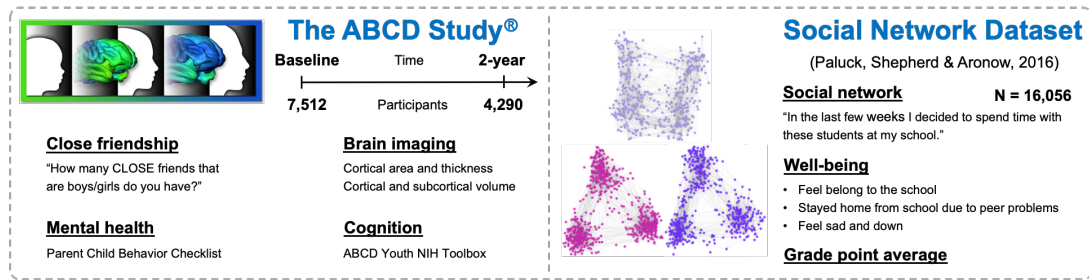 The ABCD Study®
Baseline Time 2-year
7,512 Participants 4,290
Close friendship
“How many CLOSE friends that
are boys/girls do you have?”
Mental health
Parent Child Behavior Checklist
Brain imaging
Cortical area and thickness
Cortical and subcortical volume
Cognition
ABCD Youth NIH Toolbox
Social Network Dataset
(Paluck, Shepherd & Aronow, 2016)
Social network N = 16,056
“In the last few weeks I decided to spend time with
these students at my school.”
Well-being
• Feel belong to the school
• Stayed home from school due to peer problems
• Feel sad and down
Grade point average